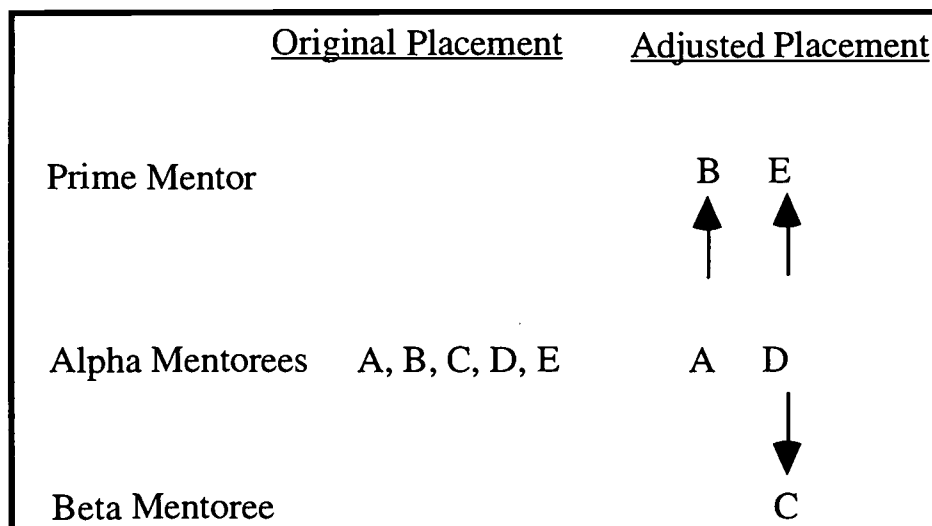 Original Placement Adjusted Placement
Prime Mentor B E
Alpha Mentorees A, B, C, D, E A D
Beta Mentoree C